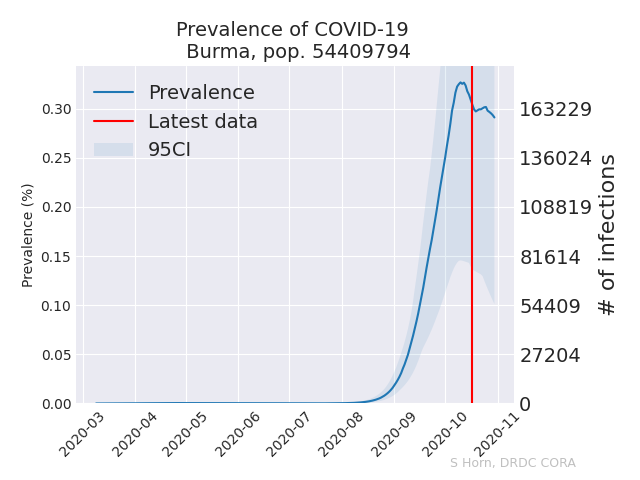 Prevalence of COVID-19
Burma, pop. 54409794
Prevalence
Latest data
95CI
Prevalence (%)
0.30
0.25
0.20
0.15
0.10
0.05
0.00
163229
136024
108819
81614
54409
27204
0
# of infections
2020-03
2020-04
2020-05
2020-06
2020-07
2020-08
2020-09
2020-10
2020-11
S Horn, DRDC CORA